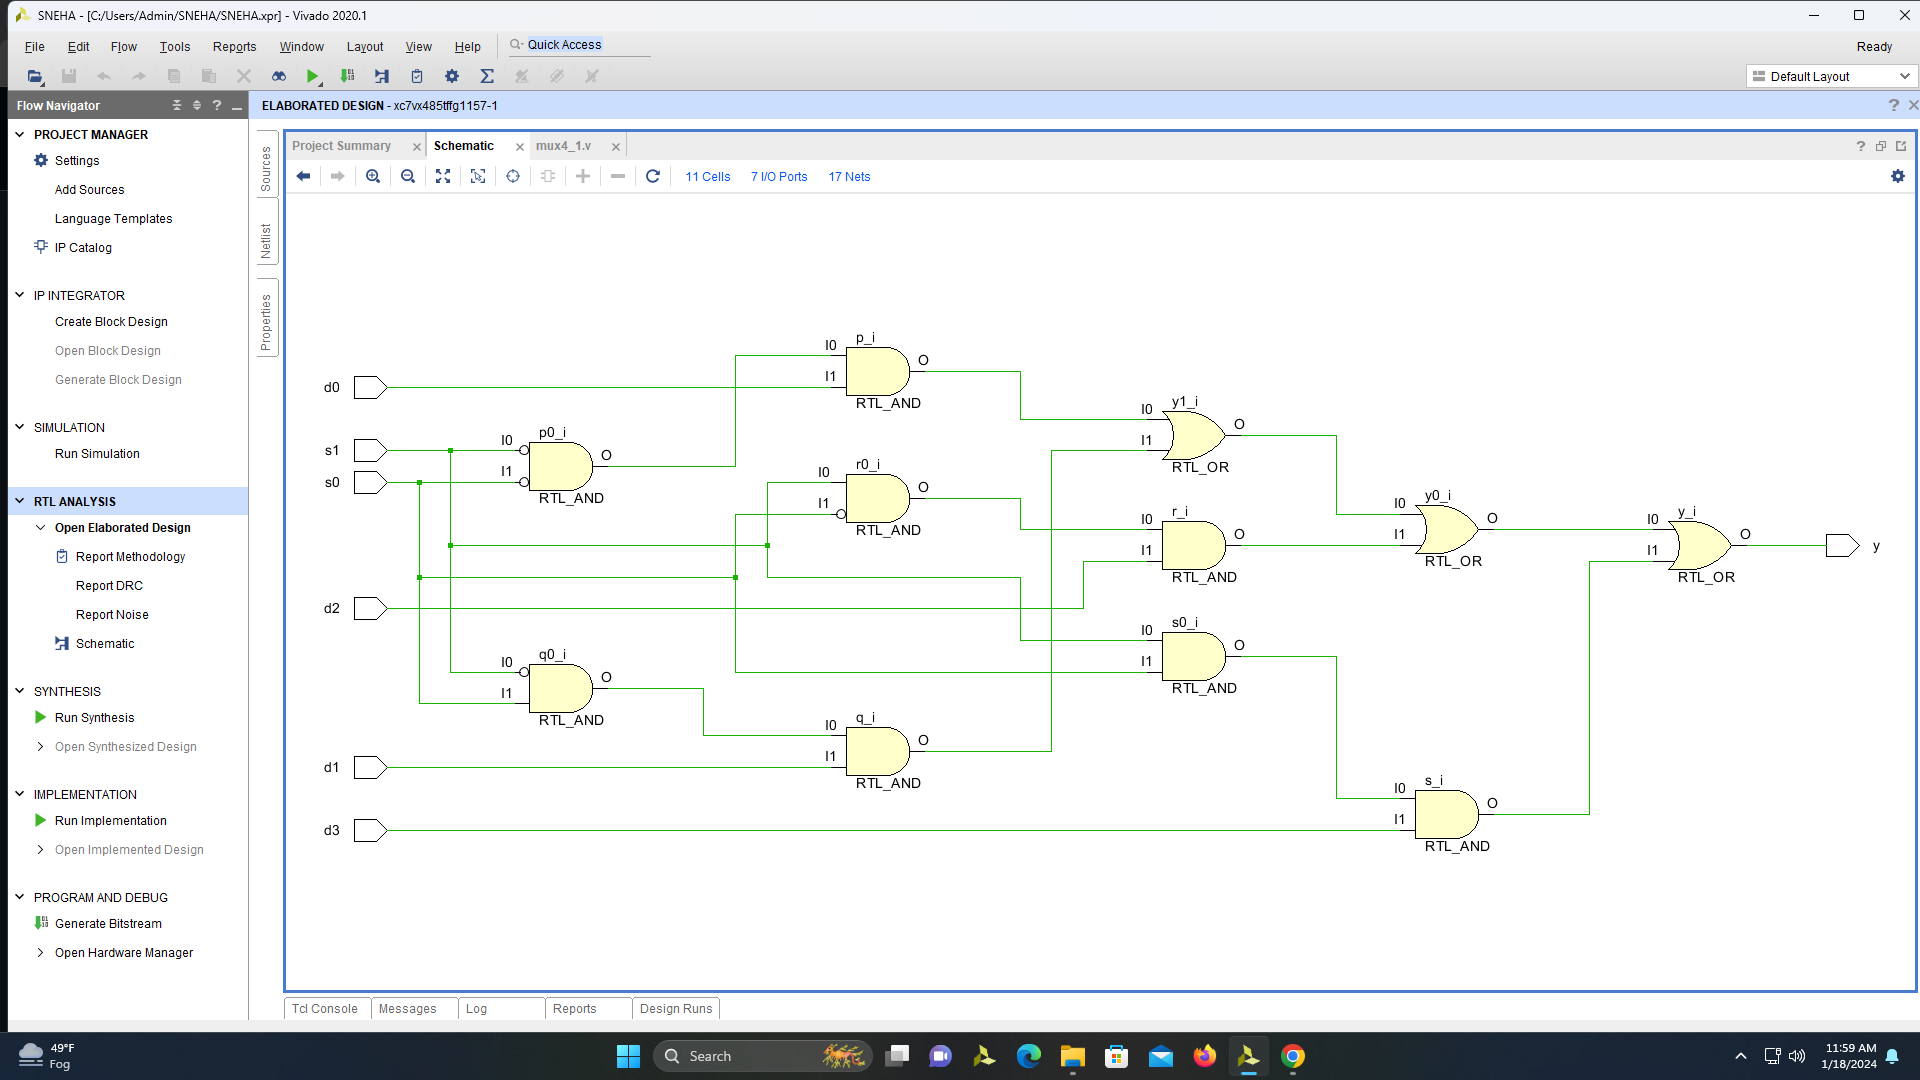 SNEHA - [C:/Users/Admin/SNEHA/SNEHA.xpr] - Vivado 2020.1
File Edit Flow Tools Reports Window Layout View Help Quick Access Ready
Default Layout
Flow Navigator
ELABORATED DESIGN - xc7vx485tffg1157-1
PROJECT MANAGER
Settings
Add Sources
Language Templates
IP Catalog
IP INTEGRATOR
Create Block Design
Open Block Design
Generate Block Design
SIMULATION
Run Simulation
RTL ANALYSIS
Open Elaborated Design
Report Methodology
Report DRC
Report Noise
Schematic
SYNTHESIS
Run Synthesis
Open Synthesized Design
IMPLEMENTATION
Run Implementation
Open Implemented Design
PROGRAM AND DEBUG
Generate Bitstream
Open Hardware Manager
Sources
Netlist
Properties
Project Summary Schematic mux4_1.v
11 Cells 7 I/O Ports 17 Nets
d0
s1
s0
d2
d1
d3
p0_i
I0
I1
O
RTL_AND
q0_i
I0
I1
O
RTL_AND
p_i
I0
I1
O
RTL_AND
r0_i
I0
I1
O
RTL_AND
q_i
I0
I1
O
RTL_AND
y1_i
I0
I1
O
RTL_OR
r_i
I0
I1
O
RTL_AND
s0_i
I0
I1
O
RTL_AND
y0_i
I0
I1
O
RTL_OR
s_i
I0
I1
O
RTL_AND
y_i
I0
I1
O
RTL_OR
y
Tcl Console Messages Log Reports Design Runs
49°F
Fog
Search
11:59 AM
1/18/2024